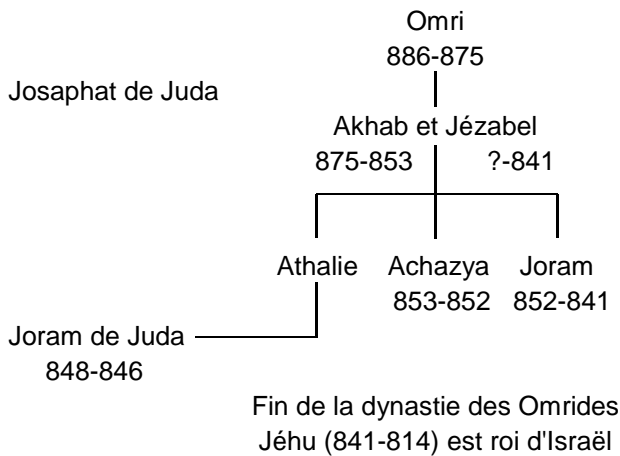 Omri
886-875
Josaphat de Juda
Akhab et Jézabel
875-853 ?-841
Athalie Achazya Joram
853-852 852-841
Joram de Juda
848-846
Fin de la dynastie des Omrides
Jéhu (841-814) est roi d'Israël